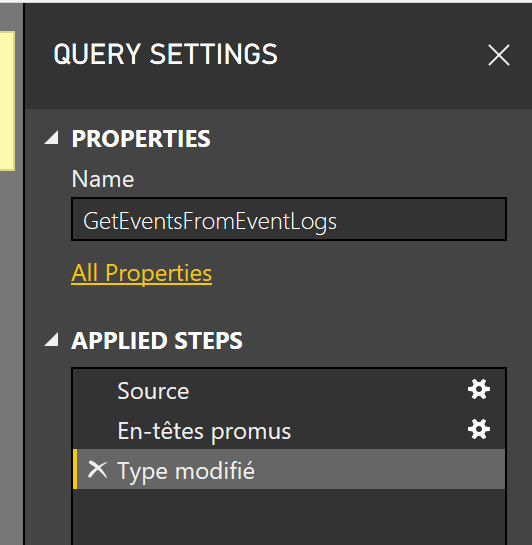 QUERY SETTINGS
PROPERTIES
Name
GetEventsFromEventLogs
All Properties
APPLIED STEPS
Source
En-têtes promus
Type modifié